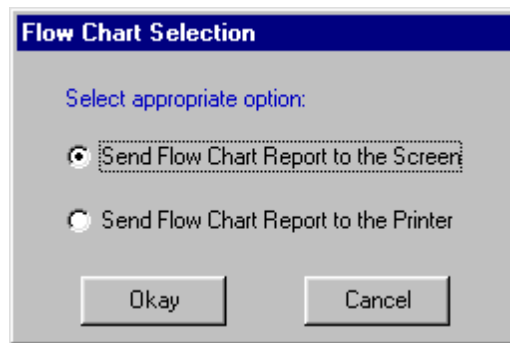 Flow Chart Selection
Select appropriate option:
Send Flow Chart Report to the Screen
Send Flow Chart Report to the Printer
Okay
Cancel